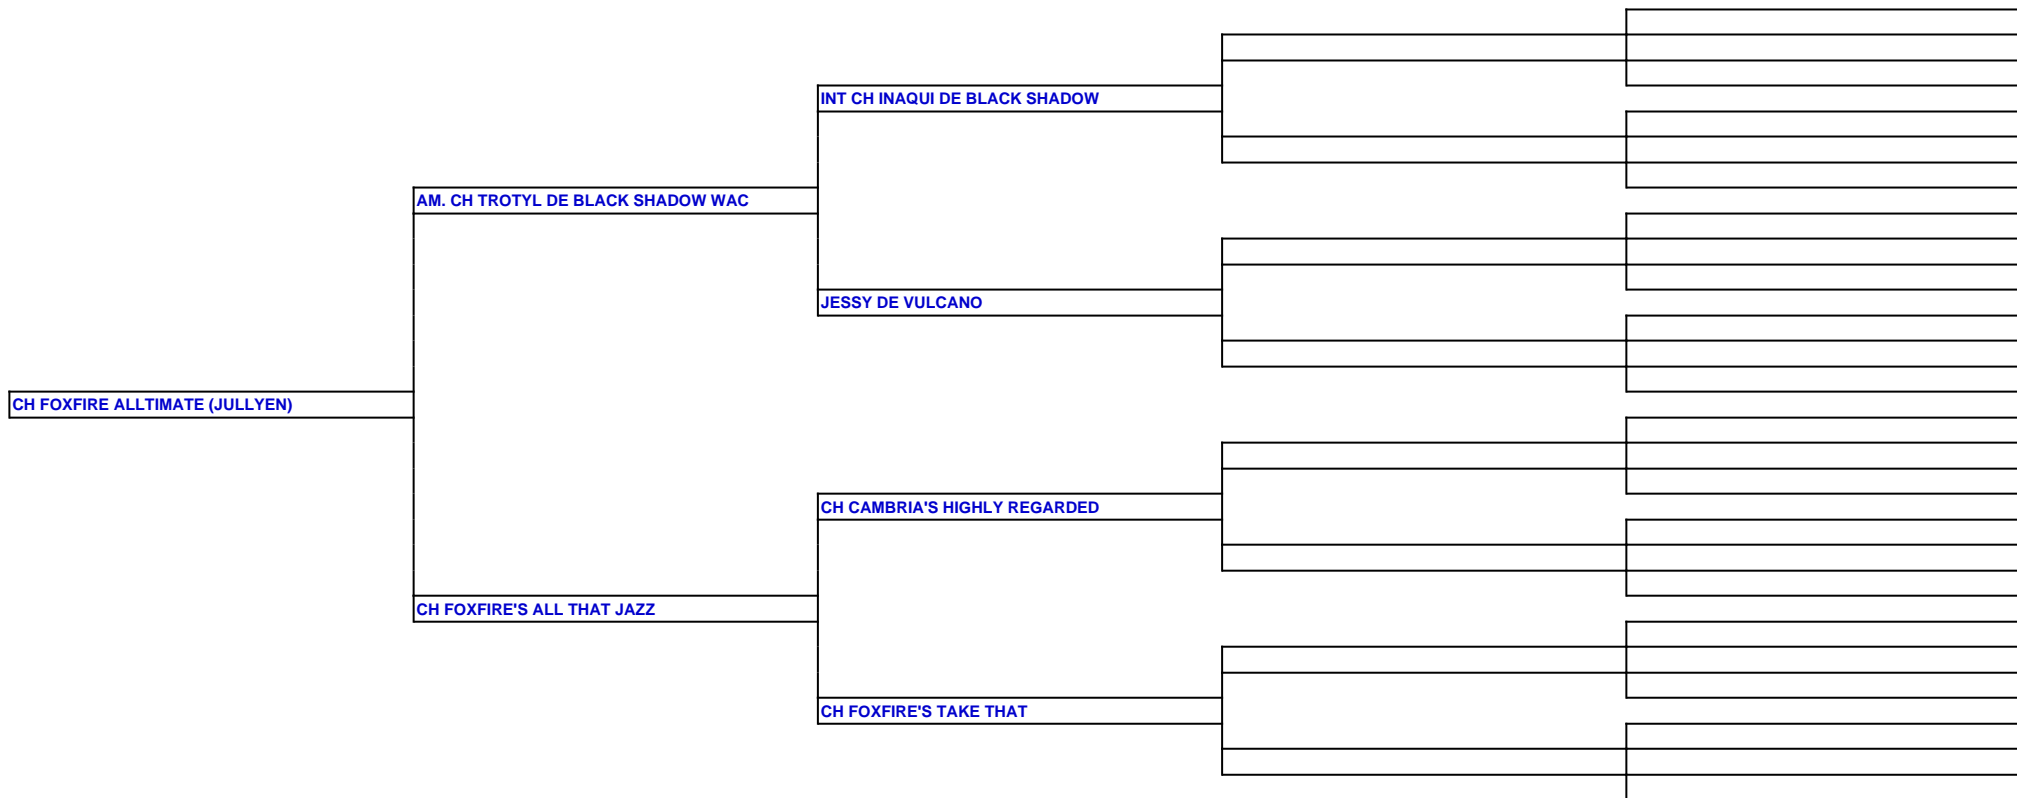 INT CH INAQUI DE BLACK SHADOW
AM. CH TROTYL DE BLACK SHADOW WAC
JESSY DE VULCANO
CH FOXFIRE ALLTIMATE (JULLYEN)
CH CAMBRIA'S HIGHLY REGARDED
CH FOXFIRE'S ALL THAT JAZZ
CH FOXFIRE'S TAKE THAT